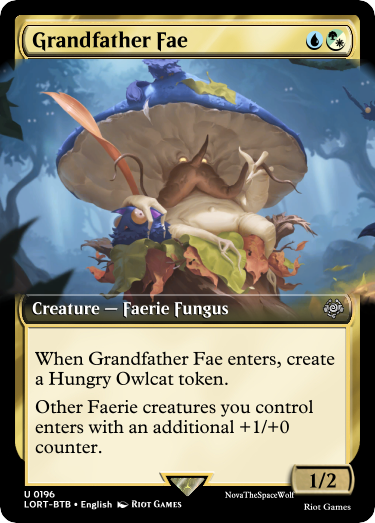 Grandfather Fae
Creature — Faerie Fungus
When Grandfather Fae enters, create
a Hungry Owlcat token.
Other Faerie creatures you control
enters with an additional +1/+0
counter.
1/2
U 0196
LORT-BTB • English RIOT GAMES
NovaTheSpaceWolf
Riot Games